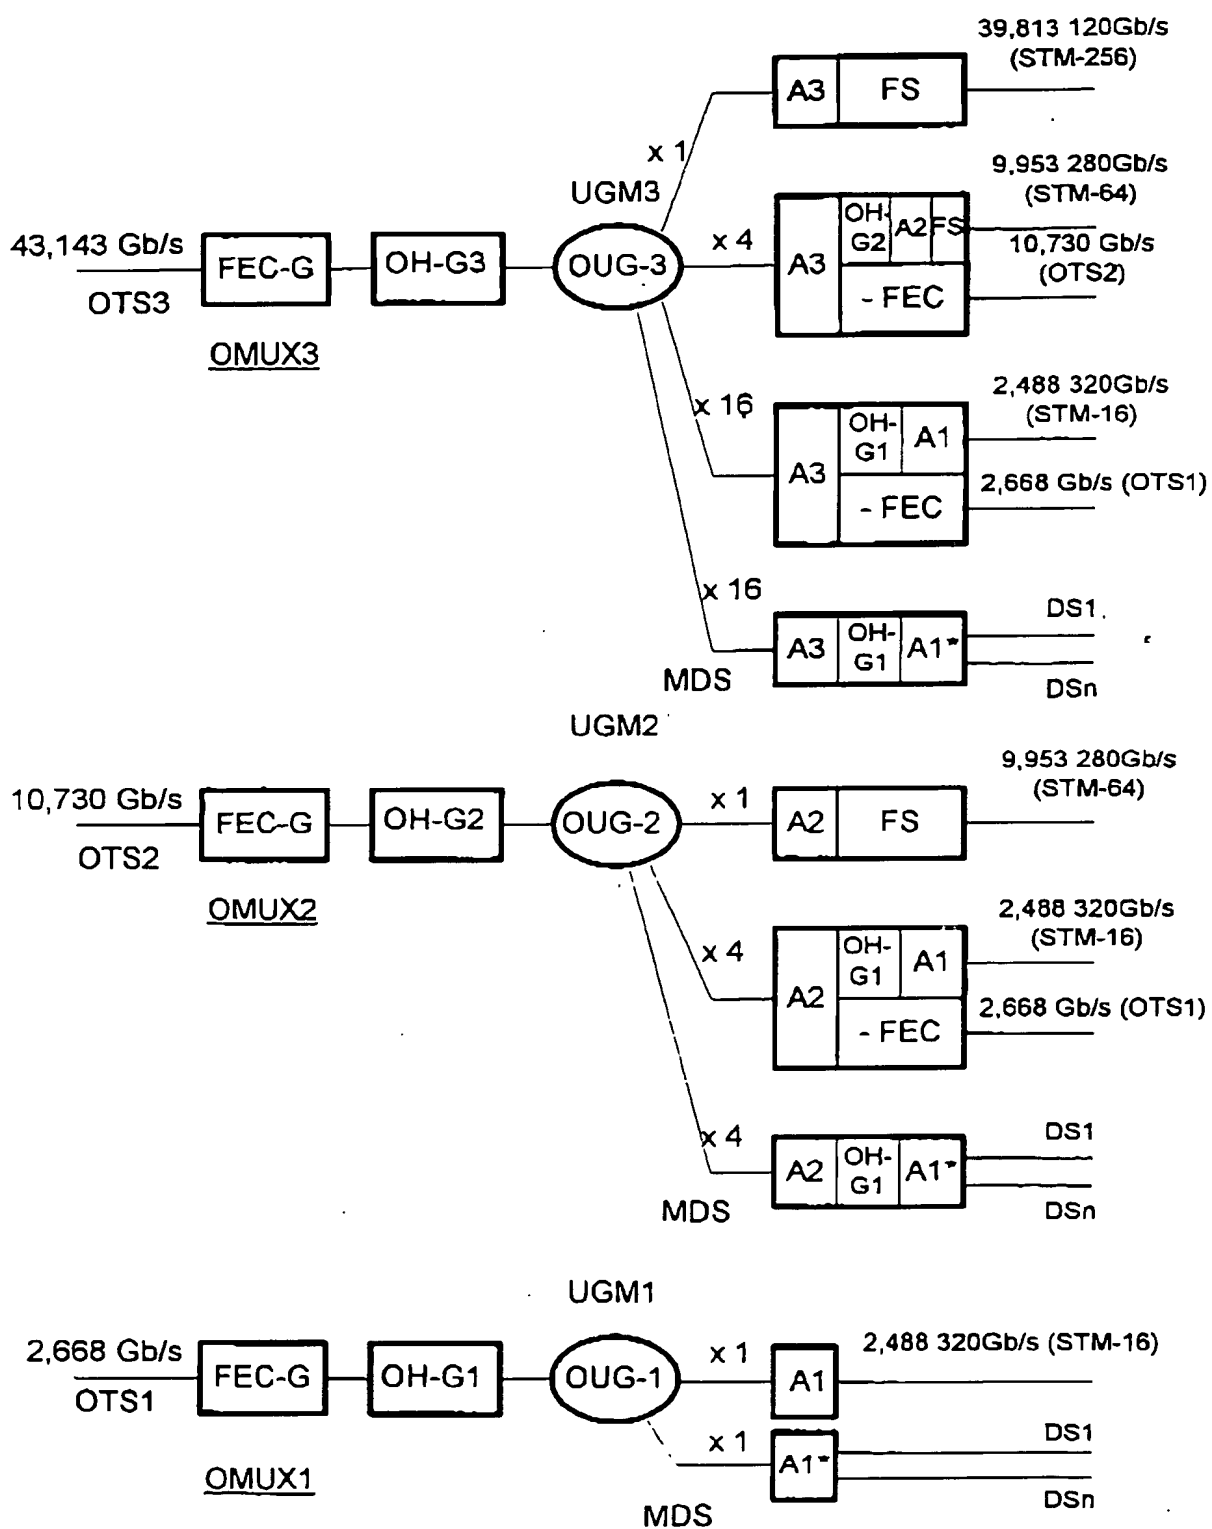 39,813 120Gb/s
(STM-256)
A3 FS
x 1
UGM3
9,953 280Gb/s
(STM-64)
43,143 Gb/s
OTS3
FEC-G
OH-G3
OUG-3
x 4
A3
OH-
G2
A2
FS
- FEC
10,730 Gb/s
(OTS2)
OMUX3
x 16
2,488 320Gb/s
(STM-16)
A3
OH-
G1
A1
- FEC
2,668 Gb/s (OTS1)
x 16
MDS
A3
OH-
G1
A1*
DS1
DSn
UGM2
10,730 Gb/s
OTS2
FEC-G
OH-G2
OUG-2
x 1
A2 FS
9,953 280Gb/s
(STM-64)
OMUX2
x 4
2,488 320Gb/s
(STM-16)
A2
OH-
G1
A1
- FEC
2,668 Gb/s (OTS1)
x 4
MDS
A2
OH-
G1
A1*
DS1
DSn
UGM1
2,668 Gb/s
OTS1
FEC-G
OH-G1
OUG-1
x 1
A1
2,488 320Gb/s (STM-16)
OMUX1
x 1
MDS
A1*
DS1
DSn